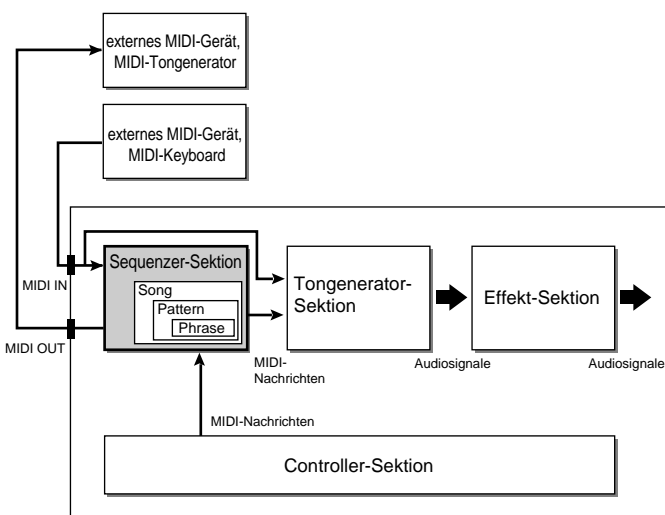 externes MIDI-Gerät,
MIDI-Tongenerator
externes MIDI-Gerät,
MIDI-Keyboard
MIDI IN
MIDI OUT
Sequenzer-Sektion
Song
Pattern
Phrase
MIDI-
Nachrichten
Tongenerator-
Sektion
Audiosignale
Effekt-Sektion
Audiosignale
MIDI-Nachrichten
Controller-Sektion